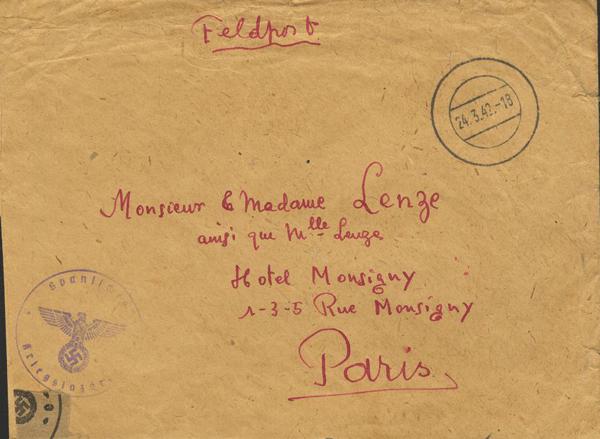 Feldpost
24.3.42.-18
Monsieur & Madame Lenze
ainsi que Mlle Lenze
Hotel Monsigny
1-3-5 Rue Monsigny
Paris